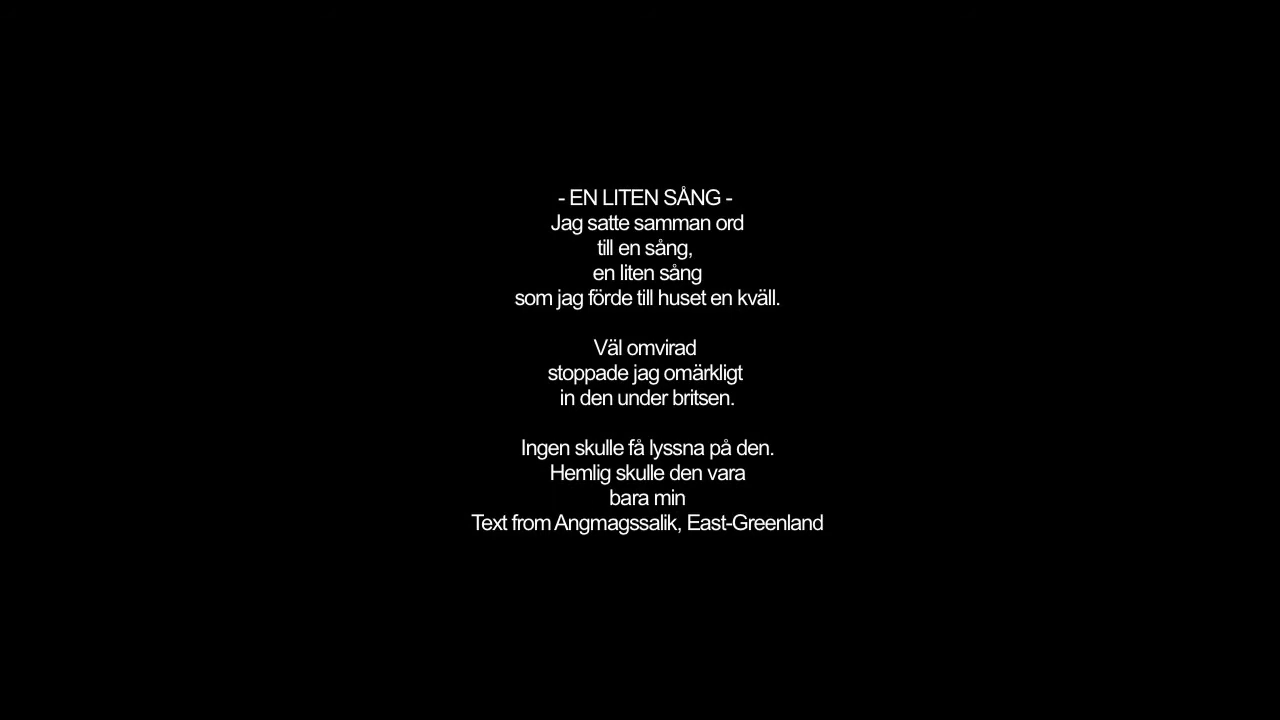 - EN LITEN SÅNG -
Jag satte samman ord
till en sång,
en liten sång
som jag förde till huset en kväll.
Väl omvirad
stoppade jag omärkligt
in den under britsen.
Ingen skulle få lyssna på den.
Hemlig skulle den vara
bara min
Text from Angmagssalik, East-Greenland